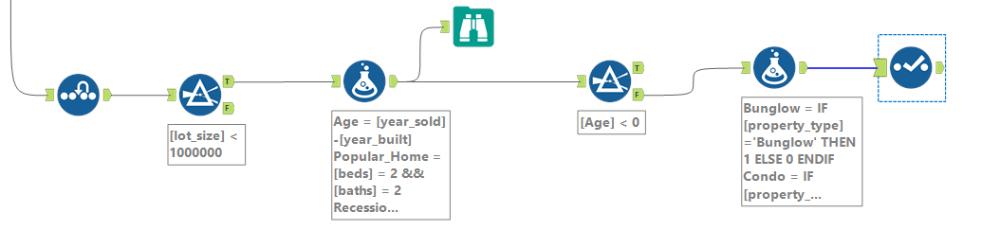 T
F
[lot_size] <
1000000
Age = [year_sold]
-[year_built]
Popular_Home =
[beds] = 2 &&
[baths] = 2
Recessio...
T
F
[Age] < 0
Bunglow = IF
[property_type]
='Bunglow' THEN
1 ELSE 0 ENDIF
Condo = IF
[property_...